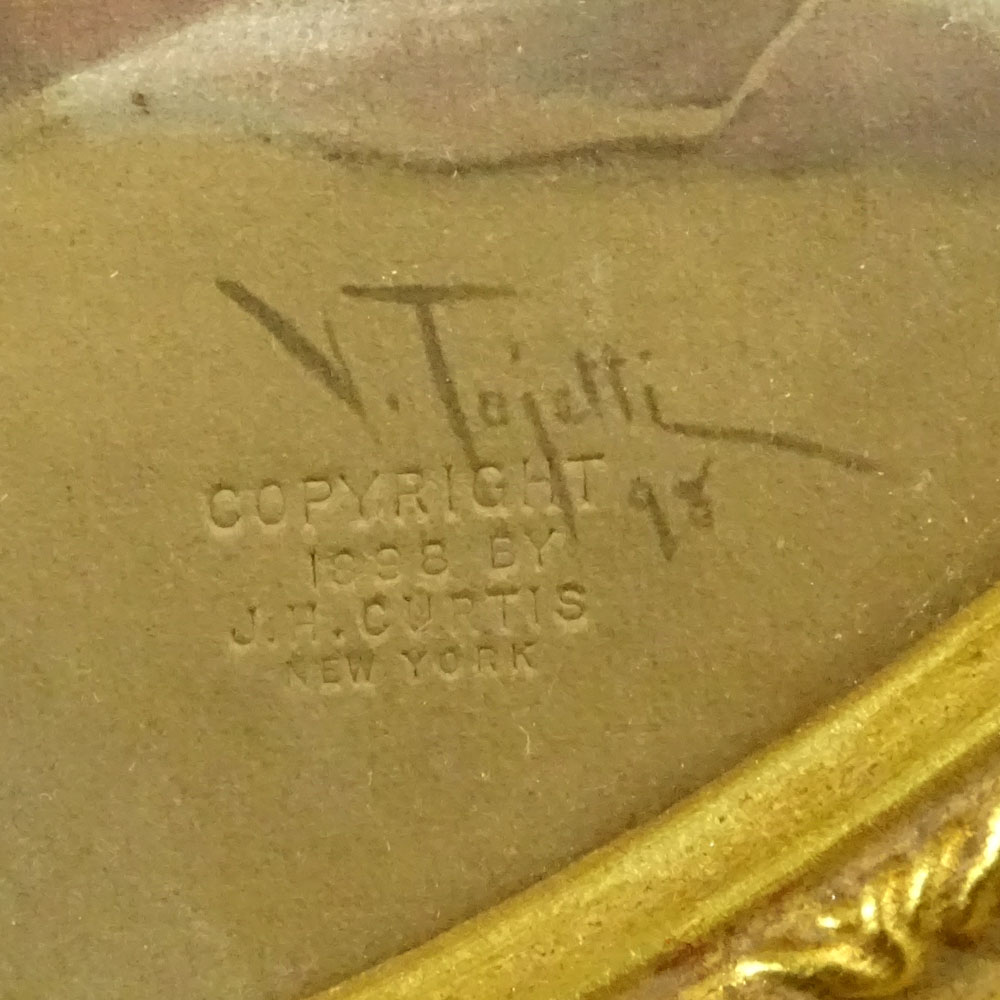 V. Tojetti
98
COPYRIGHT
1898 BY
J.H. CURTIS
NEW YORK